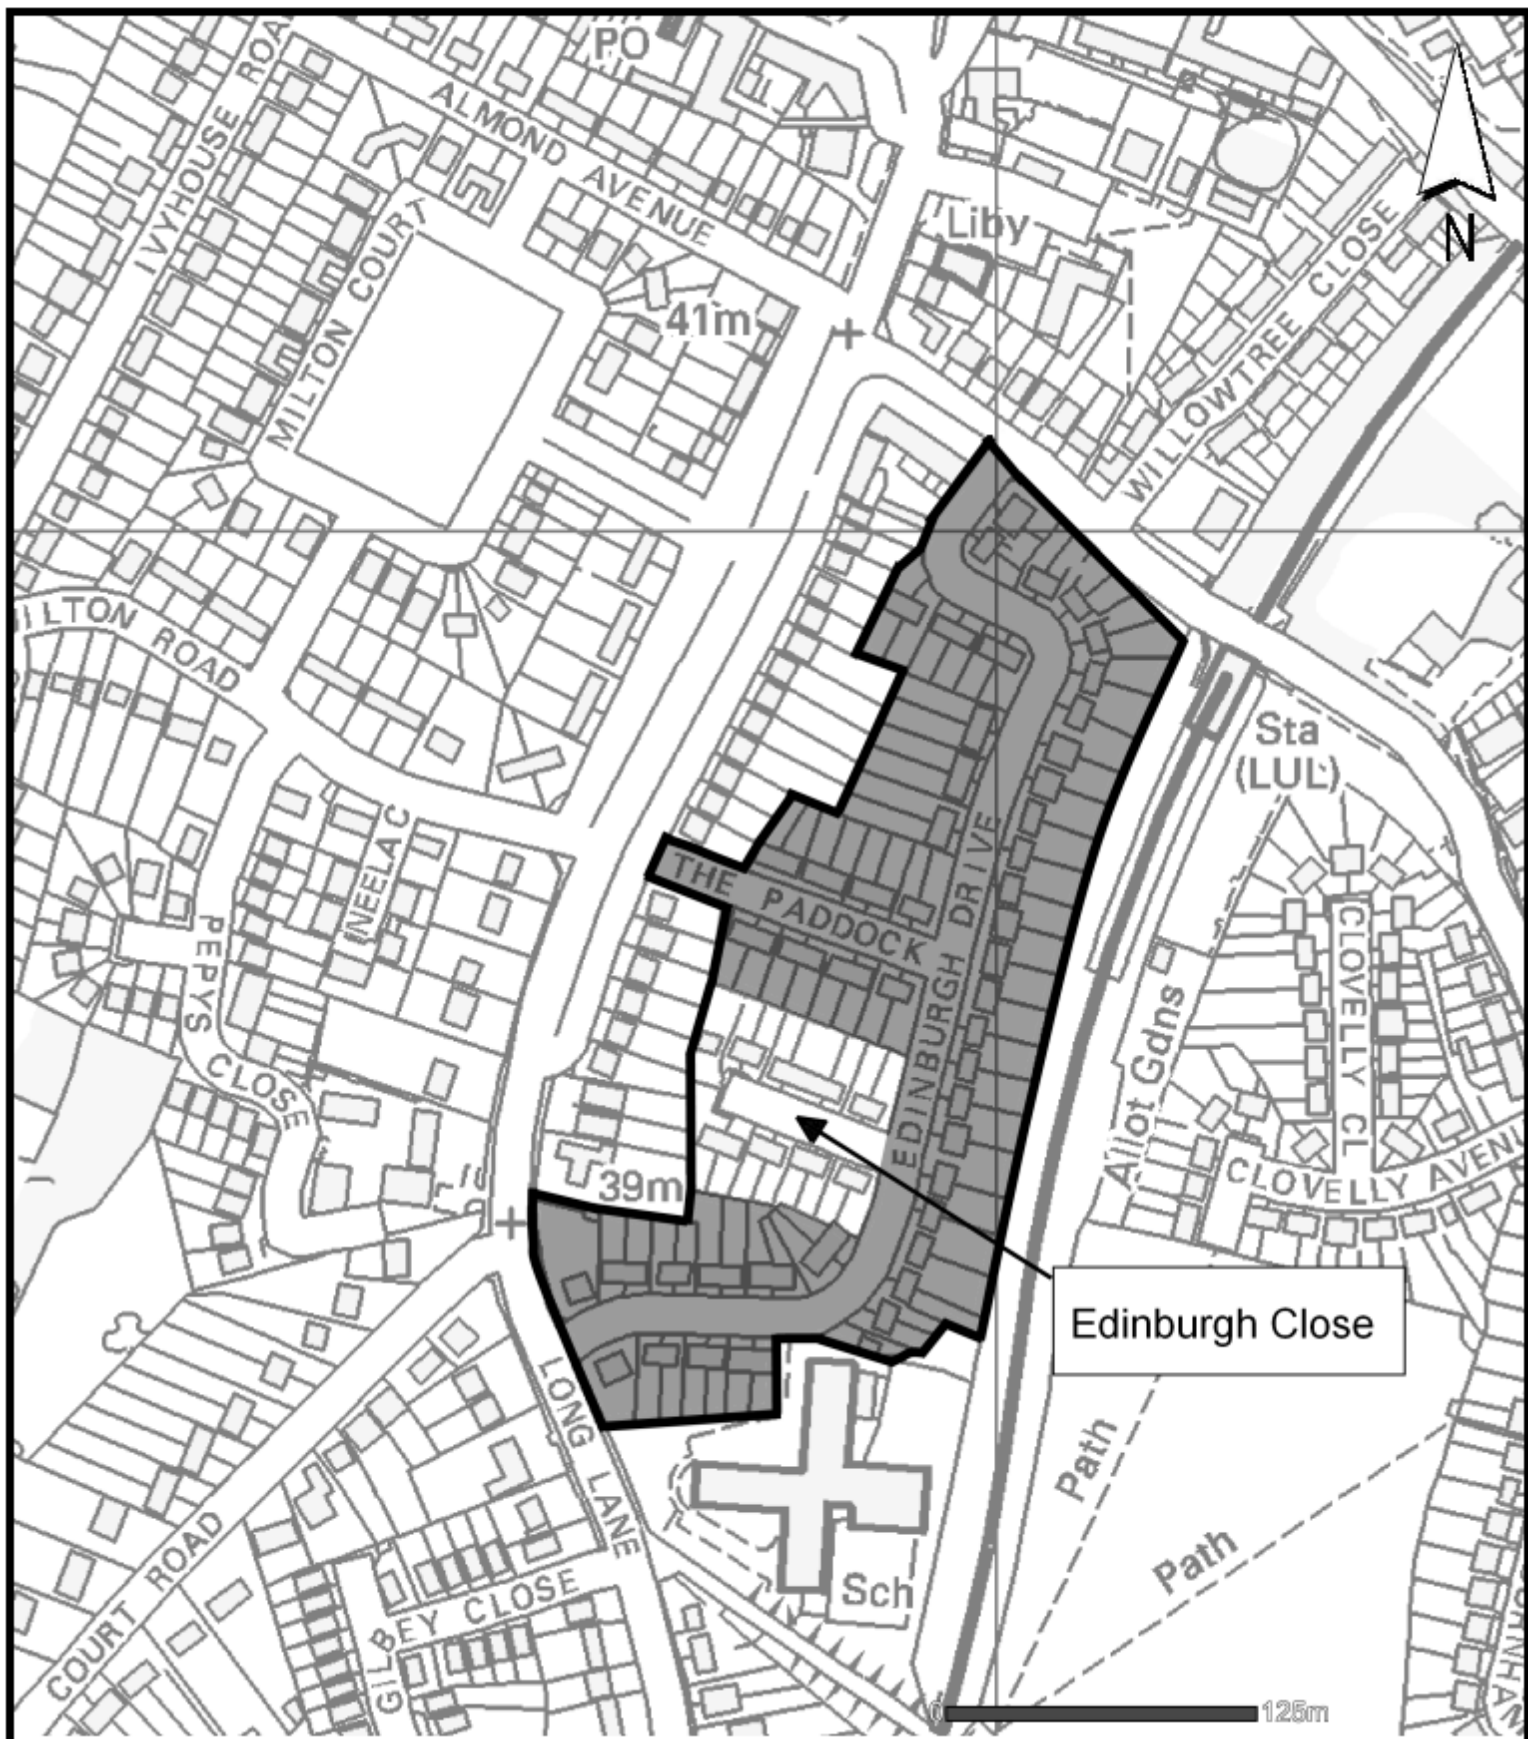 PO
ALMOND AVENUE
IVYHOUSE ROA
MILTON COURT
Liby
WILLOWTREE CLOSE
N
41m
ILTON ROAD
Sta
(LUL)
NEELA C
THE PADDOCK
EDINBURGH DRIVE
PEPYS CLOSE
CLOVELLY CL
Allot Gdns
CLOVELLY AVEN
39m
Edinburgh Close
LONG LANE
COURT ROAD
GILBEY CLOSE
Sch
Path
Path
0
125m